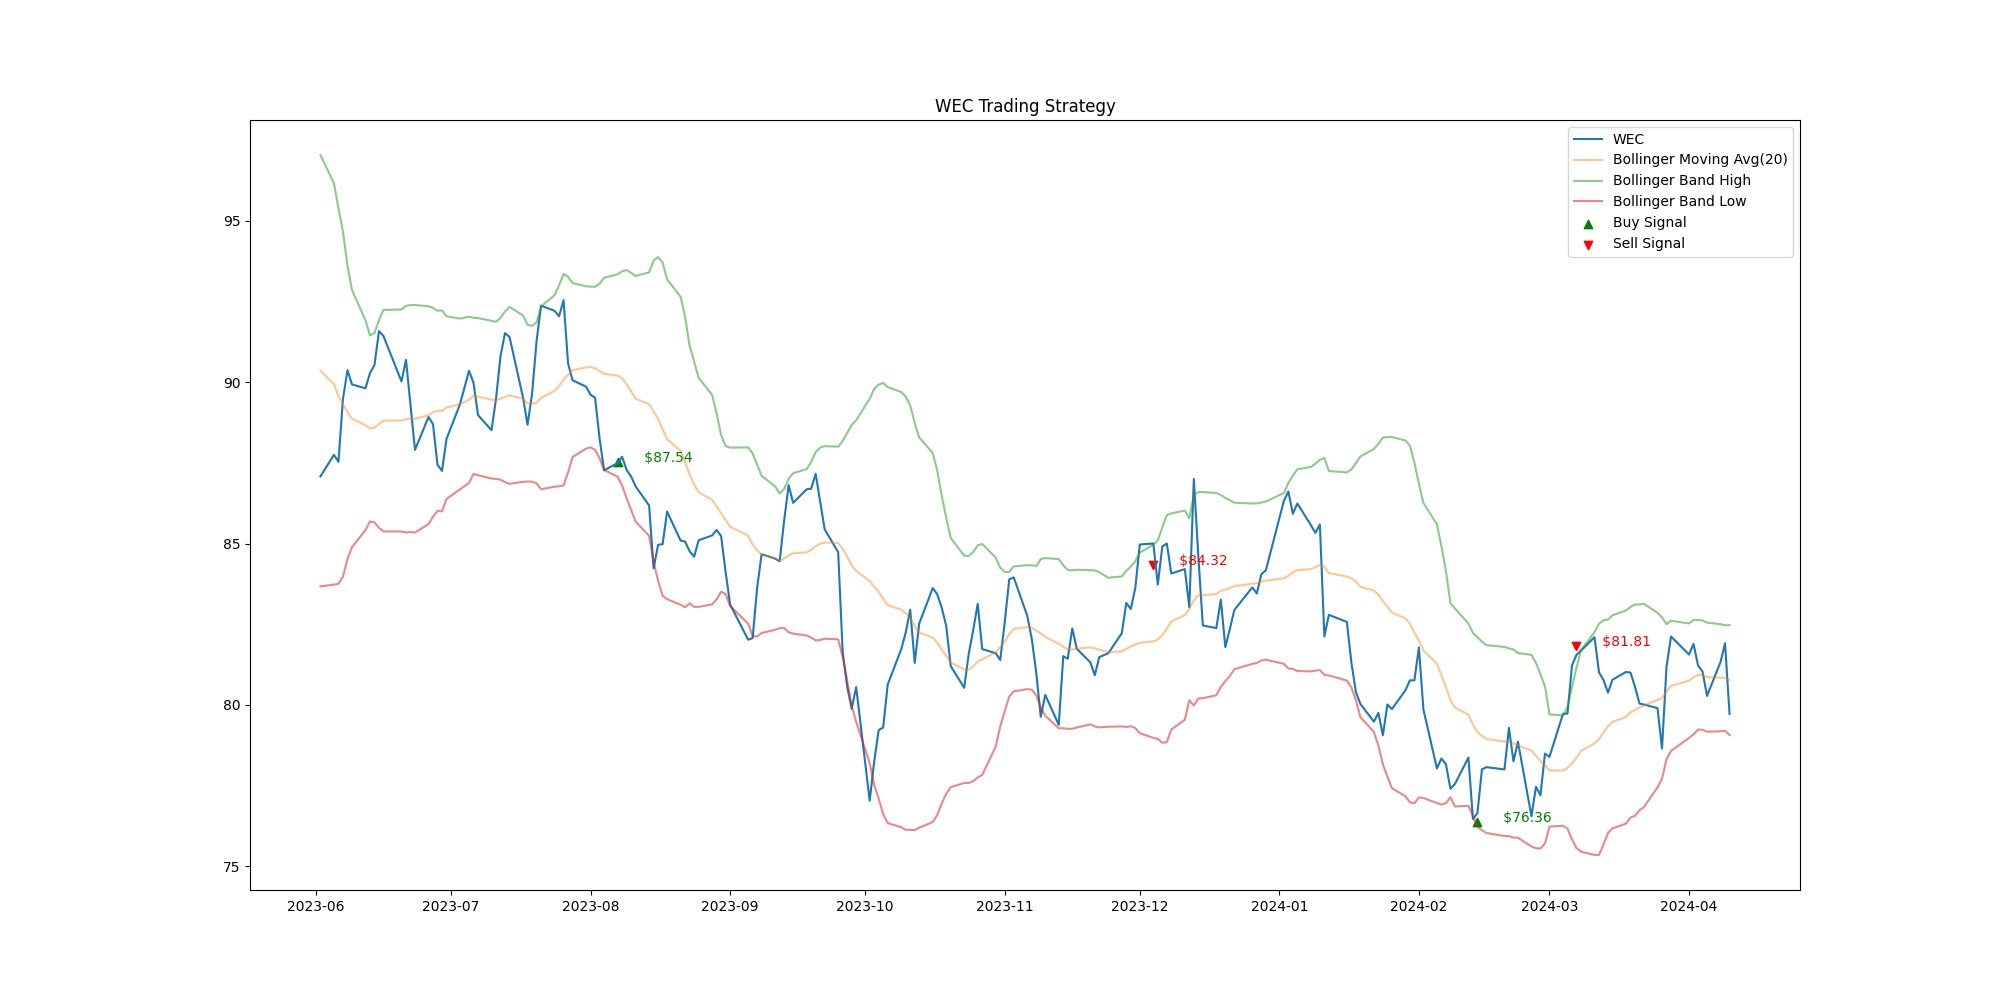 WEC Trading Strategy
WEC
Bollinger Moving Avg(20)
Bollinger Band High
Bollinger Band Low
Buy Signal
Sell Signal
95
90
85
80
75
$87.54
$84.32
$81.81
$76.36
2023-06 2023-07 2023-08 2023-09 2023-10 2023-11 2023-12 2024-01 2024-02 2024-03 2024-04